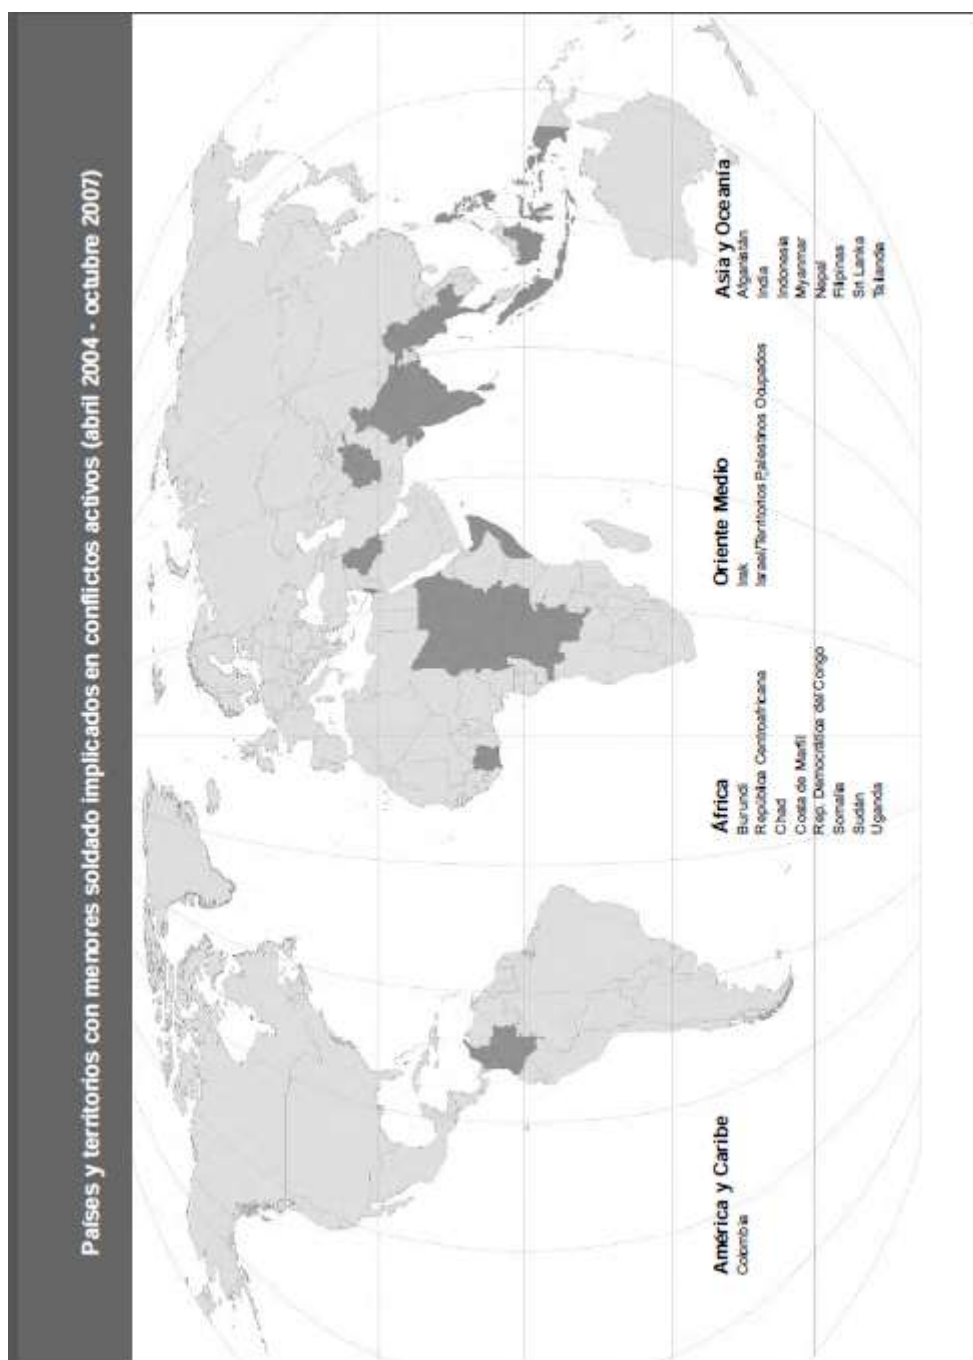 Países y territorios con menores soldado implicados en conflictos activos (abril 2004 - octubre 2007)
América y Caribe
Colombia
África
Burundi
República Centroafricana
Chad
Costa de Marfil
Rep. Democrática del Congo
Somalia
Sudán
Uganda
Oriente Medio
Irak
Israel/Territorios Palestinos Ocupados
Asia y Oceanía
Afganistán
India
Indonesia
Myanmar
Nepal
Filipinas
Sri Lanka
Tailandia